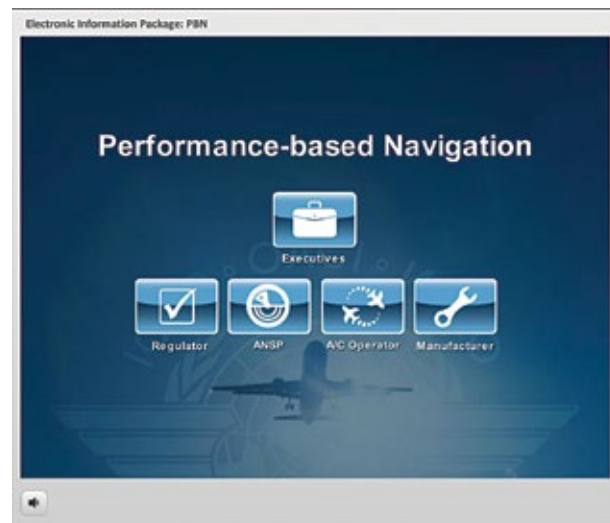 Electronic Information Package: PBN
Performance-based Navigation
Executives
Regulator ANSP A/C Operator Manufacturer